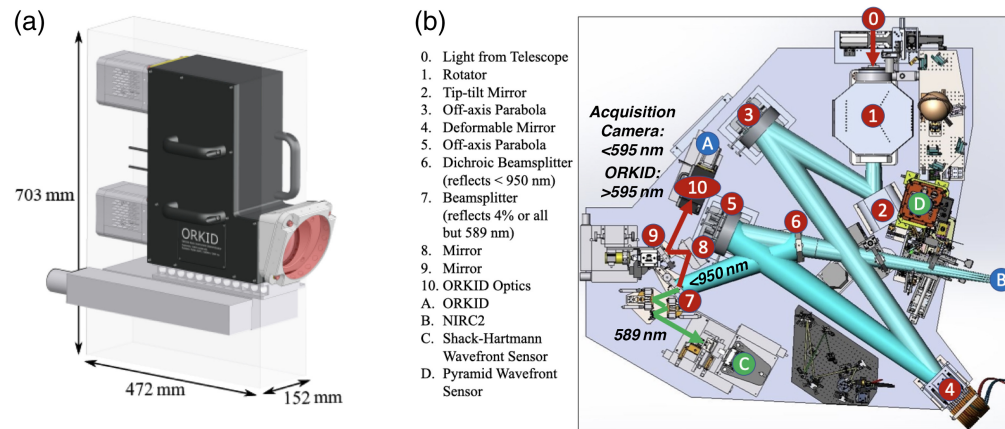 (a)
703 mm
ORKID
472 mm
152 mm
(b)
0. Light from Telescope
1. Rotator
2. Tip-tilt Mirror
3. Off-axis Parabola
4. Deformable Mirror
5. Off-axis Parabola
6. Dichroic Beamsplitter
(reflects < 950 nm)
7. Beamsplitter
(reflects 4% or all
but 589 nm)
8. Mirror
9. Mirror
10. ORKID Optics
A. ORKID
B. NIRC2
C. Shack-Hartmann
Wavefront Sensor
D. Pyramid Wavefront
Sensor
0
Acquisition
Camera:
<595 nm
ORKID:
>595 nm
3
1
A
10
5
2
D
6
9
8
<950 nm
B
7
589 nm
C
4